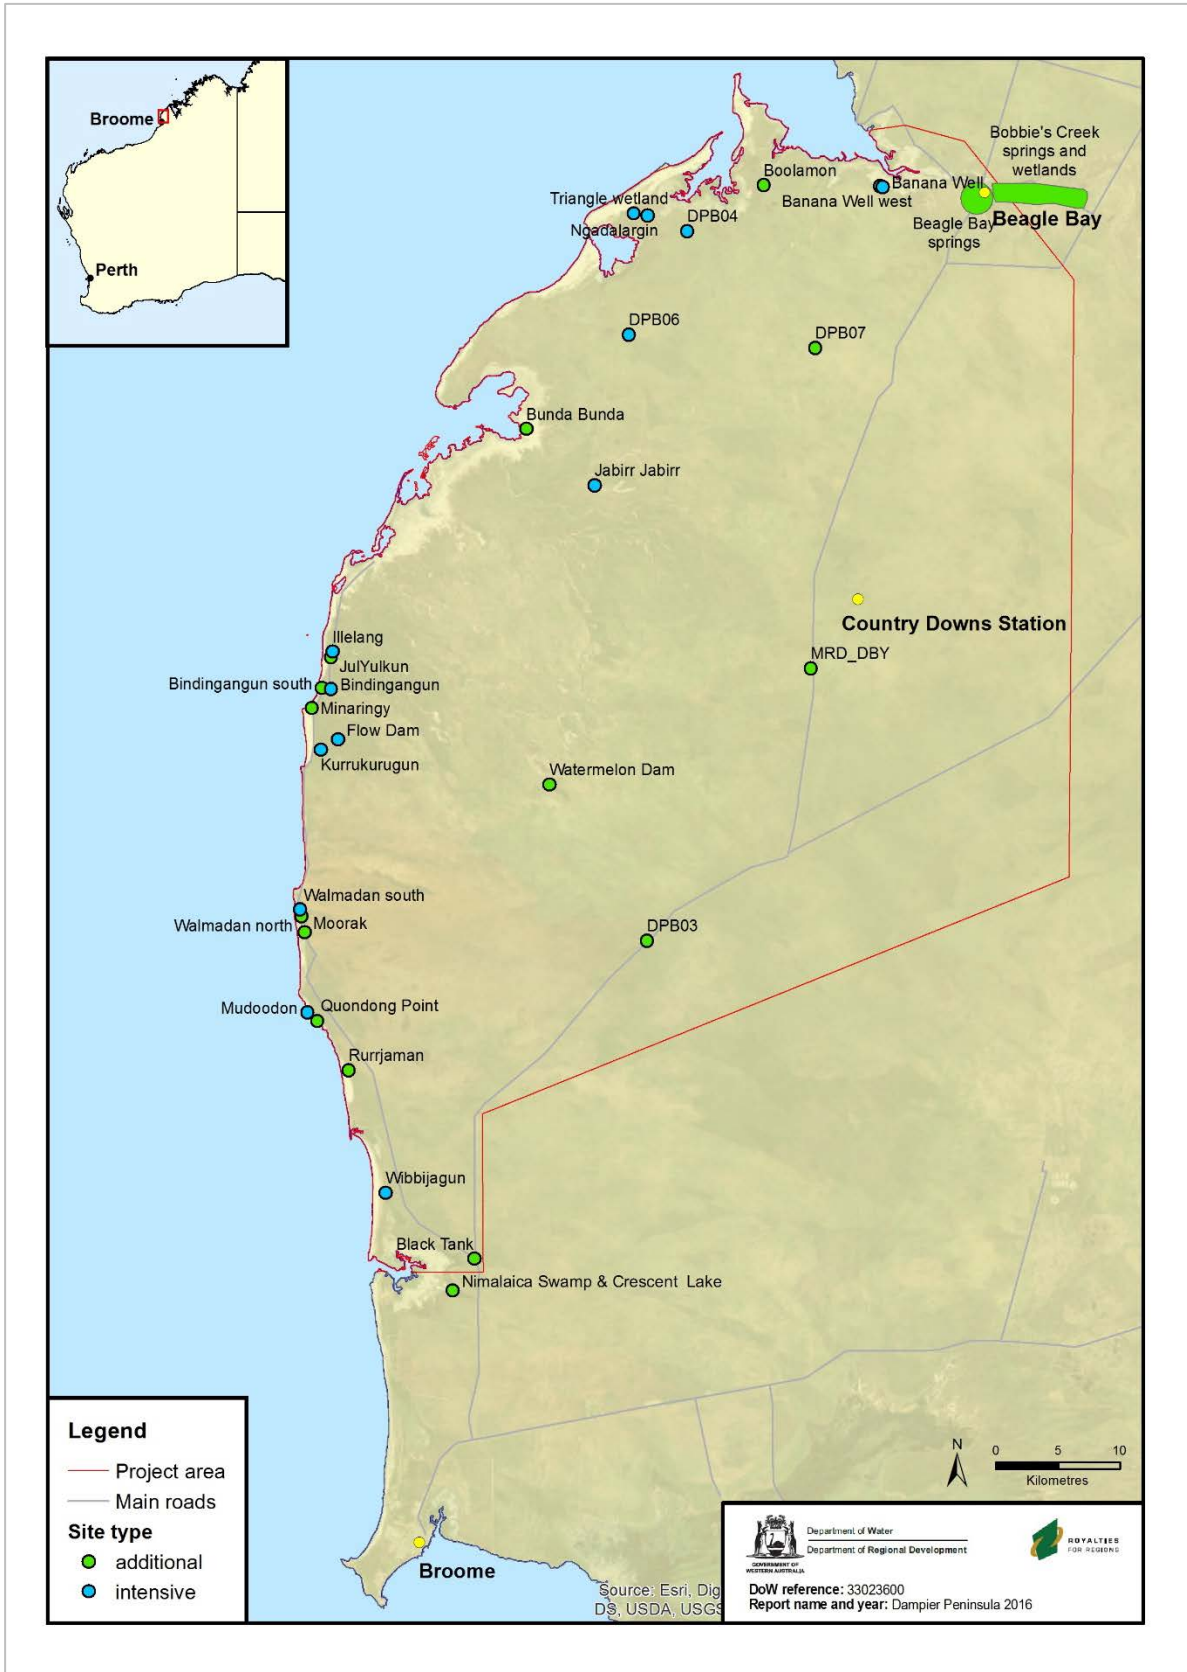 Broome
Perth
Bobbie's Creek
springs and
wetlands
Boolamon
Banana Well
Banana Well west
Triangle wetland
Ngadalargin
DPB04
Beagle Bay
springs
Beagle Bay
DPB06
DPB07
Bunda Bunda
Jabirr Jabirr
Country Downs Station
Illelang
JulYulkun
MRD_DBY
Bindingangun south
Bindingangun
Minaringy
Flow Dam
Kurrukurugun
Watermelon Dam
Walmadan south
Walmadan north
Moorak
DPB03
Mudoodon
Quondong Point
Rurrjaman
Wibbijagun
Black Tank
Nimalaica Swamp & Crescent Lake
Legend
Project area
Main roads
Site type
additional
intensive
N
0 5 10
Kilometres
Broome
Source: Esri, Dig
DS, USDA, USGS
GOVERNMENT OF
WESTERN AUSTRALIA
Department of Water
Department of Regional Development
ROYALTIES
FOR REGIONS
DoW reference: 33023600
Report name and year: Dampier Peninsula 2016